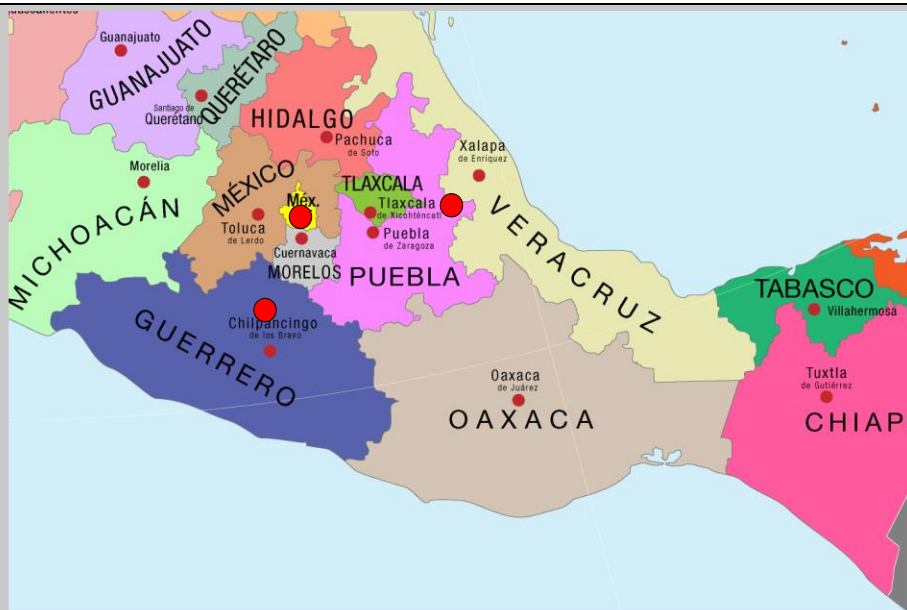 uascalientes
Guanajuato
GUANAJUATO
QUERÉTARO
Santiago de
Querétaro
HIDALGO
Pachuca
de Soto
Xalapa
de Enriquez
Morelia
MICHOACÁN
MÉXICO
Méx.
TLAXCALA
Tlaxcala
de Xicohténcatl
Toluca
de Lerdo
Puebla
de Zaragoza
Cuernavaca
MORELOS
PUEBLA
VERACRUZ
TABASCO
Villahermosa
Chilpancingo
de los Bravo
GUERRERO
Oaxaca
de Juárez
OAXACA
Tuxtla
de Gutiérrez
CHIAP